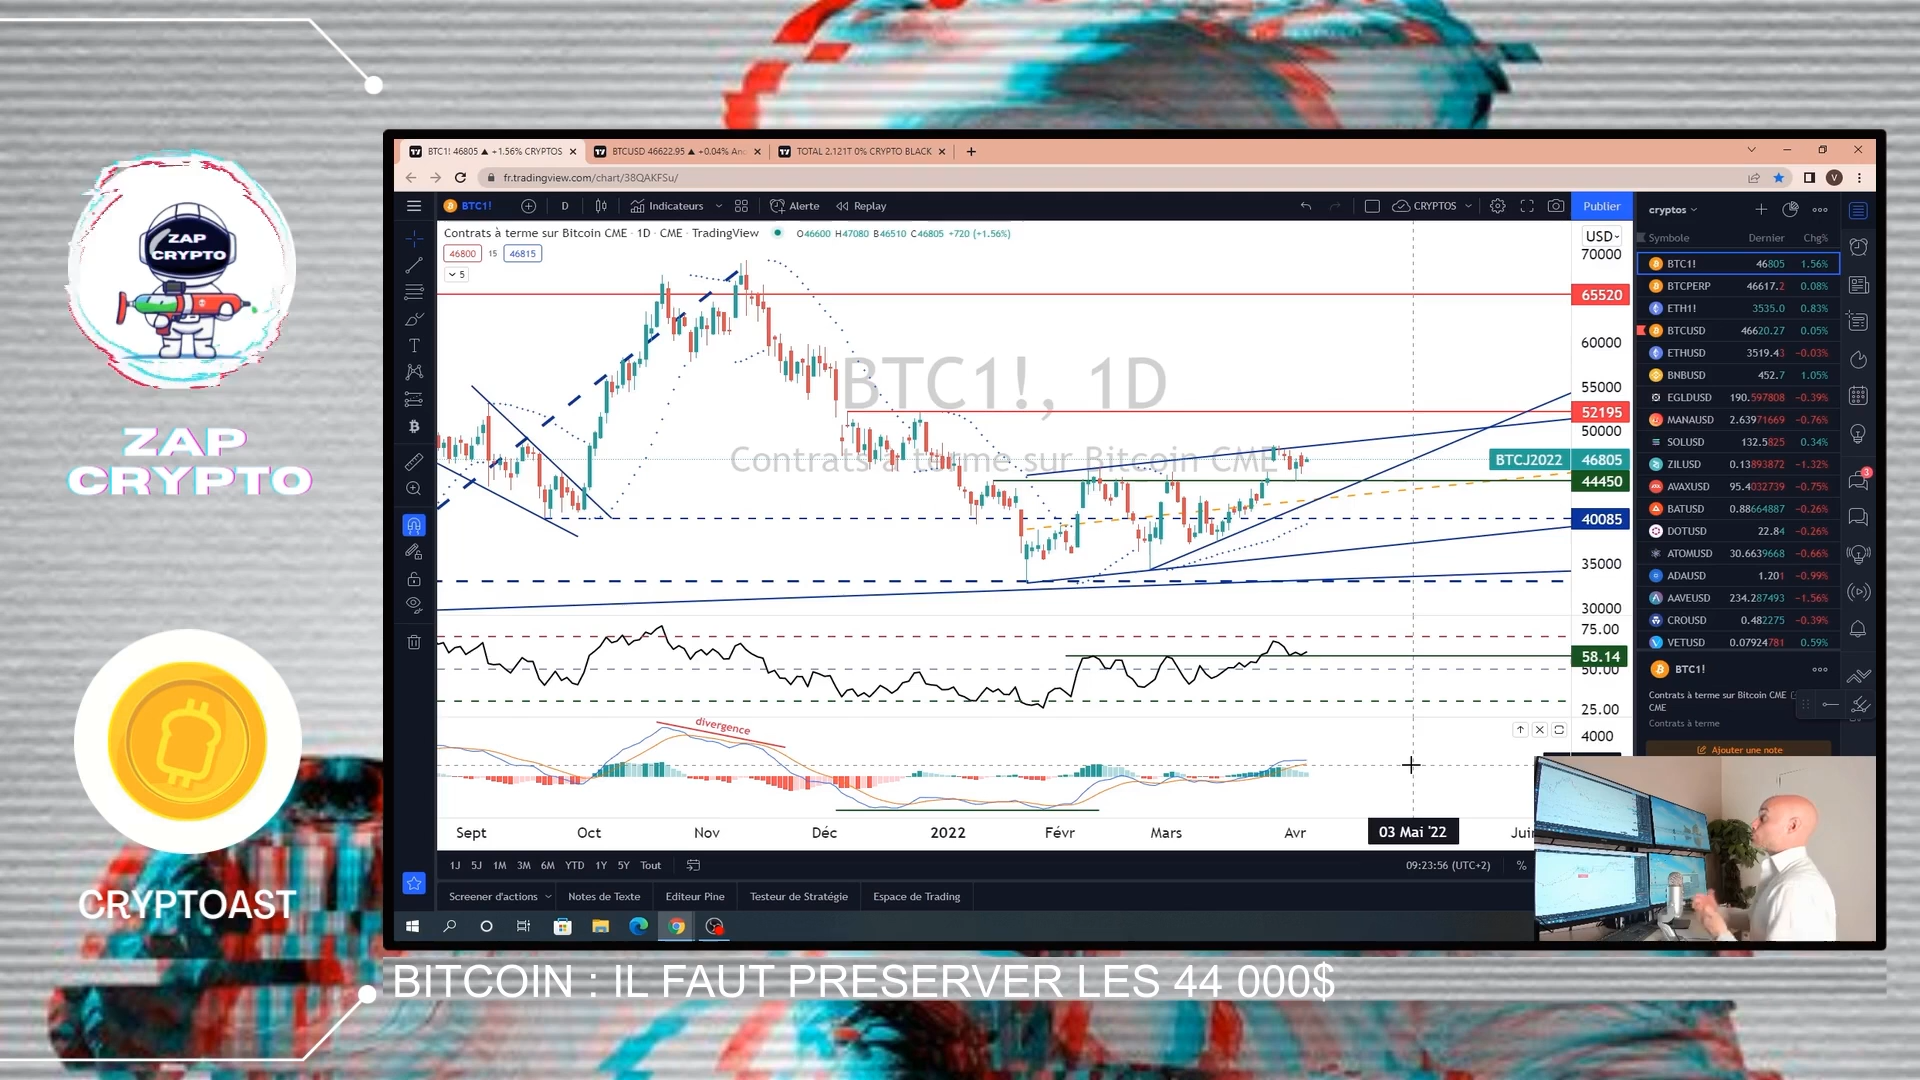 BTC1! 46805 ▲ +1.56% CRYPTOS
BTCUSD 46622.95 ▲ +0.04%
TOTAL 2.121T 0% CRYPTO BLACK
fr.tradingview.com/chart/38QAKFSu/
V
BTC1!
D
Indicateurs
Alerte
Replay
CRYPTOS
Publier
Contrats à terme sur Bitcoin CME · 1D · CME · TradingView
O46600 H47080 B46510 C46805 +720 (+1.56%)
46800 15 46815
5
BTC1!, 1D
Contrats à terme sur Bitcoin CME
USD
70000
65520
60000
55000
52195
50000
BTCJ2022 46805
44450
40085
35000
30000
75.00
58.14
50.00
25.00
divergence
4000
Sept Oct Nov Déc 2022 Févr Mars Avr 03 Mai '22
1J 5J 1M 3M 6M YTD 1Y 5Y Tout
09:23:56 (UTC+2) %
Screener d'actions
Notes de Texte
Editeur Pine
Testeur de Stratégie
Espace de Trading
cryptos
Symbole Dernier Chg%
BTC1! 46805 1.56%
BTCPERP 46617.2 0.08%
ETH1! 3535.0 0.83%
BTCUSD 46620.27 0.05%
ETHUSD 3519.43 −0.03%
BNBUSD 452.7 1.05%
EGLDUSD 190.597808 −0.39%
MANAUSD 2.63971669 −0.76%
SOLUSD 132.5825 0.34%
ZILUSD 0.13893872 −1.32%
AVAXUSD 95.4032739 −0.75%
BATUSD 0.88664887 −0.26%
DOTUSD 22.84 −0.26%
ATOMUSD 30.6639668 −0.66%
ADAUSD 1.201 −0.99%
AAVEUSD 234.287493 −1.56%
CROUSD 0.482275 −0.39%
VETUSD 0.07924781 0.59%
3
BTC1!
Contrats à terme sur Bitcoin CME
CME
Contrats à terme
Ajouter une note
ZAP
CRYPTO
ZAP
CRYPTO
CRYPTOAST
BITCOIN : IL FAUT PRESERVER LES 44 000$